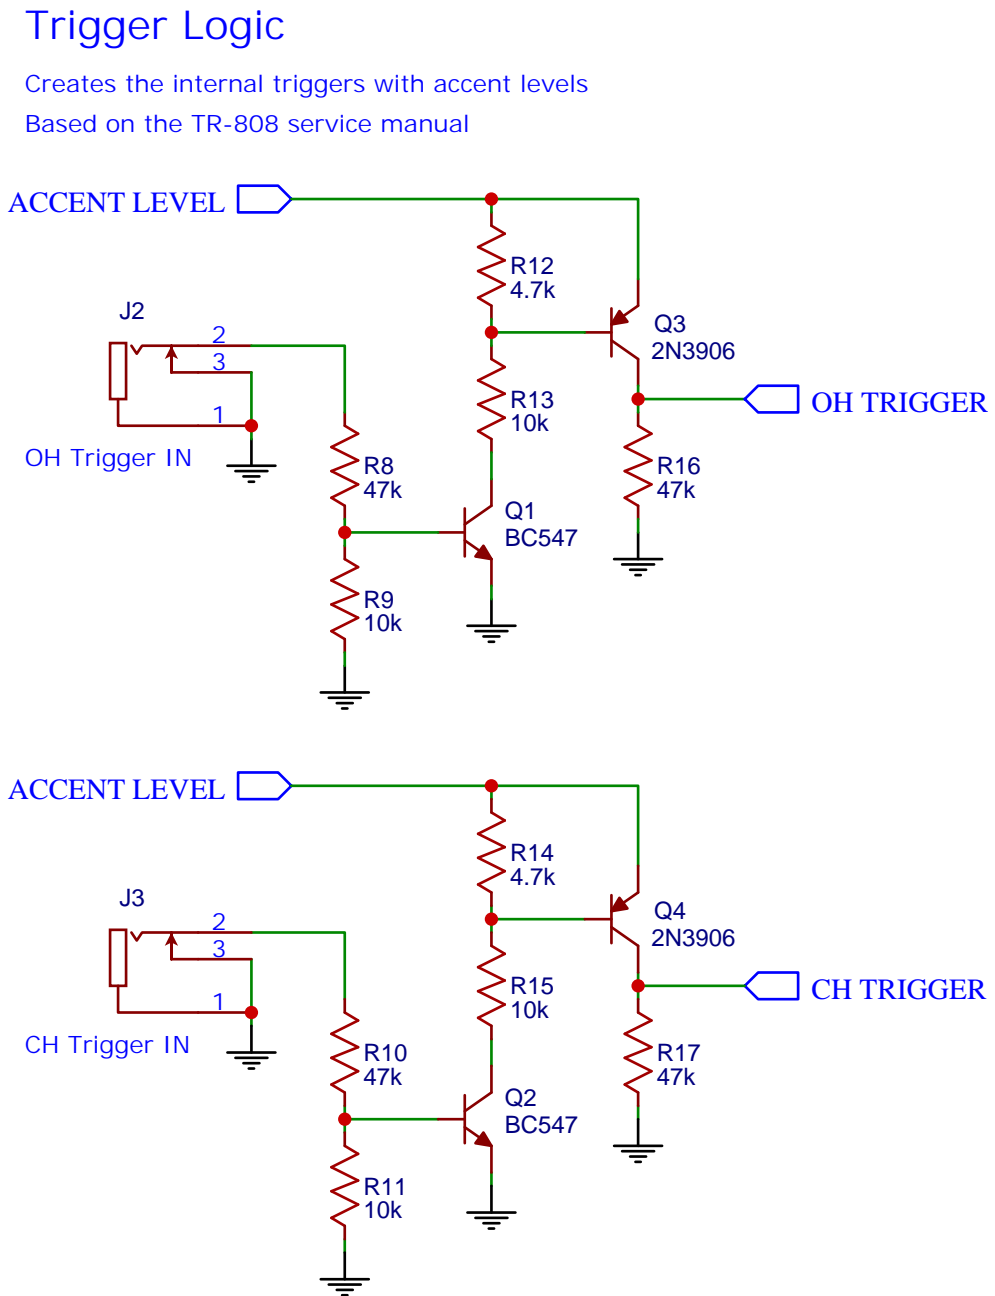 Trigger Logic
Creates the internal triggers with accent levels
Based on the TR-808 service manual
ACCENT LEVEL
R12
4.7k
J2
Q3
2N3906
2
3
1
R13
10k
OH TRIGGER
OH Trigger IN
R8
47k
R16
47k
Q1
BC547
R9
10k
ACCENT LEVEL
R14
4.7k
J3
Q4
2N3906
2
3
1
R15
10k
CH TRIGGER
CH Trigger IN
R10
47k
R17
47k
Q2
BC547
R11
10k